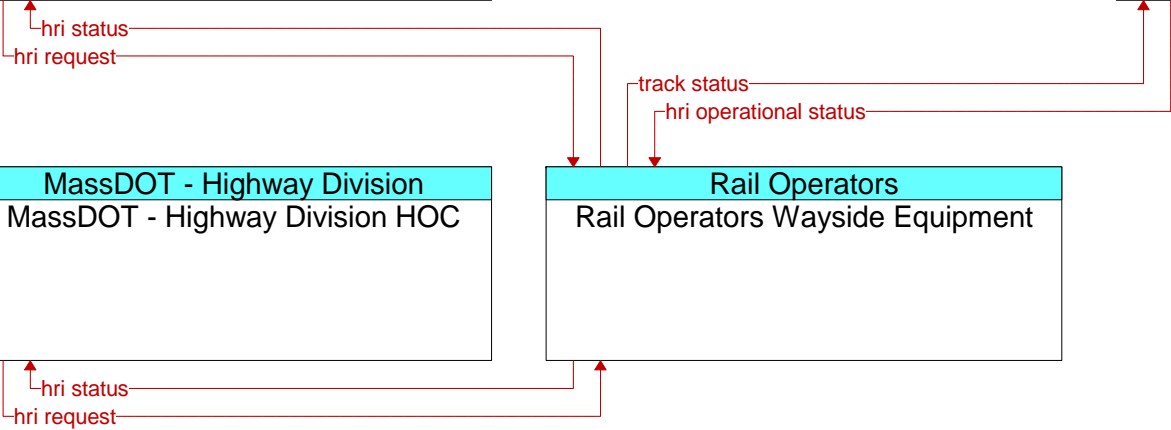 hri status
hri request
track status
hri operational status
MassDOT - Highway Division
MassDOT - Highway Division HOC
Rail Operators
Rail Operators Wayside Equipment
hri status
hri request